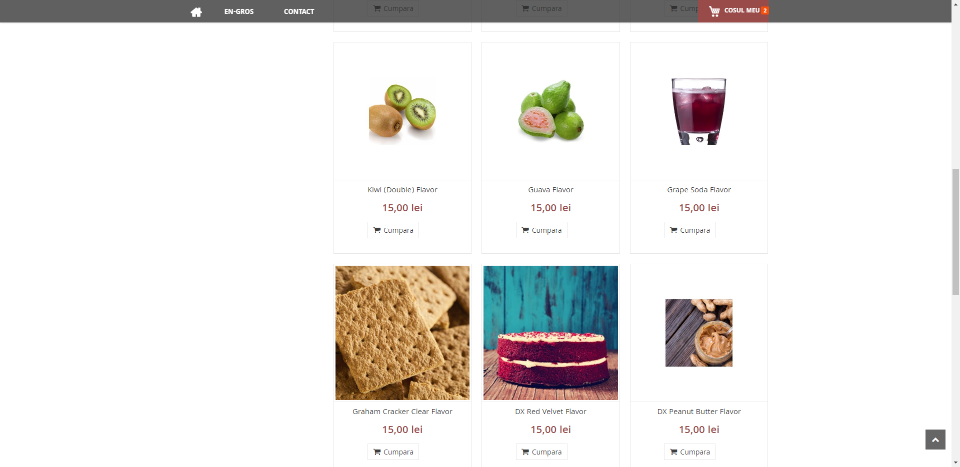 Cumpara Cumpara Cump
EN-GROS CONTACT COSUL MEU 2
Kiwi (Double) Flavor Guava Flavor Grape Soda Flavor
15,00 lei 15,00 lei 15,00 lei
Cumpara Cumpara Cumpara
Graham Cracker Clear Flavor DX Red Velvet Flavor DX Peanut Butter Flavor
15,00 lei 15,00 lei 15,00 lei
Cumpara Cumpara Cumpara